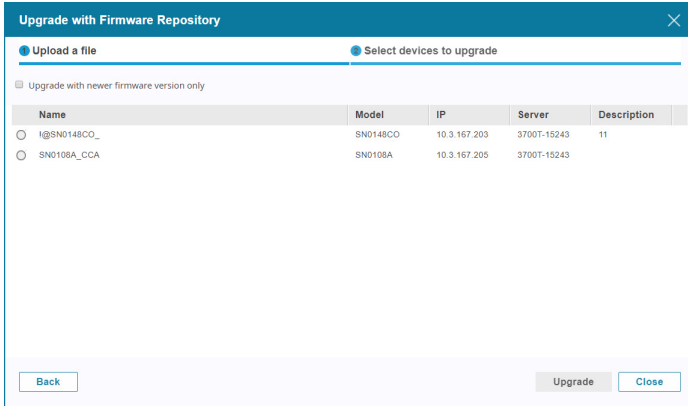 Upgrade with Firmware Repository
1 Upload a file 2 Select devices to upgrade
Upgrade with newer firmware version only
Name Model IP Server Description
!@SN0148CO_ SN0148CO 10.3.167.203 3700T-15243 11
SN0108A_CCA SN0108A 10.3.167.205 3700T-15243
Back Upgrade Close